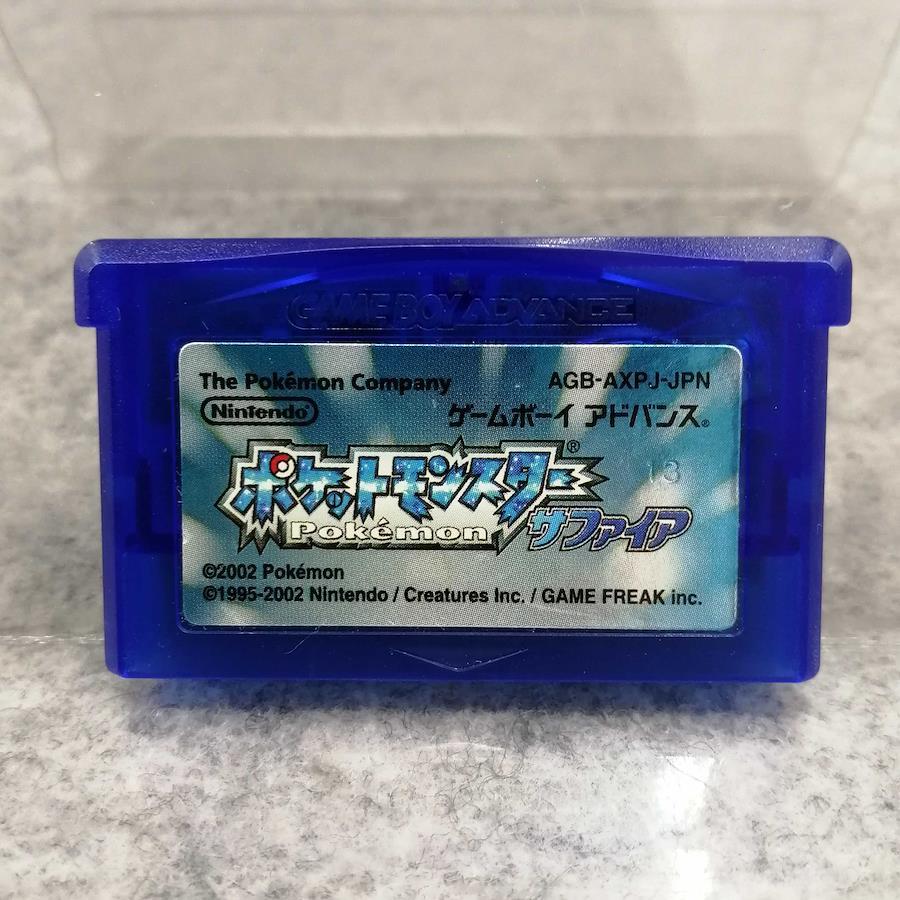 GAME BOY ADVANCE
The Pokémon Company AGB-AXPJ-JPN
Nintendo® ゲームボーイ アドバンス®
ポケットモンスター®
Pokémon サファイア
18
©2002 Pokémon
©1995-2002 Nintendo / Creatures Inc. / GAME FREAK inc.